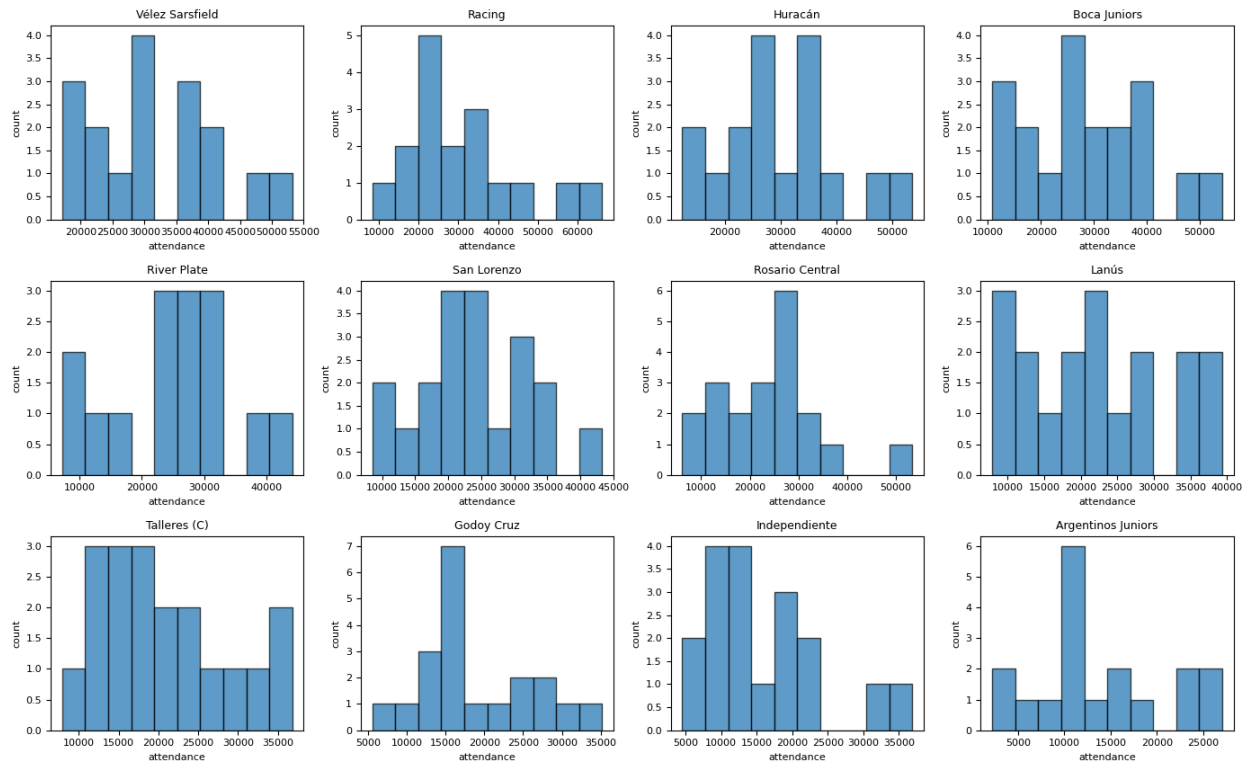 Vélez Sarsfield
count
4.0
3.5
3.0
2.5
2.0
1.5
1.0
0.5
0.0
20000 25000 30000 35000 40000 45000 50000 55000
attendance
Racing
count
5
4
3
2
1
0
10000 20000 30000 40000 50000 60000
attendance
Huracán
count
4.0
3.5
3.0
2.5
2.0
1.5
1.0
0.5
0.0
20000 30000 40000 50000
attendance
Boca Juniors
count
4.0
3.5
3.0
2.5
2.0
1.5
1.0
0.5
0.0
10000 20000 30000 40000 50000
attendance
River Plate
count
3.0
2.5
2.0
1.5
1.0
0.5
0.0
10000 20000 30000 40000
attendance
San Lorenzo
count
4.0
3.5
3.0
2.5
2.0
1.5
1.0
0.5
0.0
10000 15000 20000 25000 30000 35000 40000 45000
attendance
Rosario Central
count
6
4
2
0
10000 20000 30000 40000 50000
attendance
Lanús
count
3.0
2.5
2.0
1.5
1.0
0.5
0.0
10000 15000 20000 25000 30000 35000 40000
attendance
Talleres (C)
count
3.0
2.5
2.0
1.5
1.0
0.5
0.0
10000 15000 20000 25000 30000 35000
attendance
Godoy Cruz
count
7
6
5
4
3
2
1
0
5000 10000 15000 20000 25000 30000 35000
attendance
Independiente
count
4.0
3.5
3.0
2.5
2.0
1.5
1.0
0.5
0.0
5000 10000 15000 20000 25000 30000 35000
attendance
Argentinos Juniors
count
6
5
4
3
2
1
0
5000 10000 15000 20000 25000
attendance